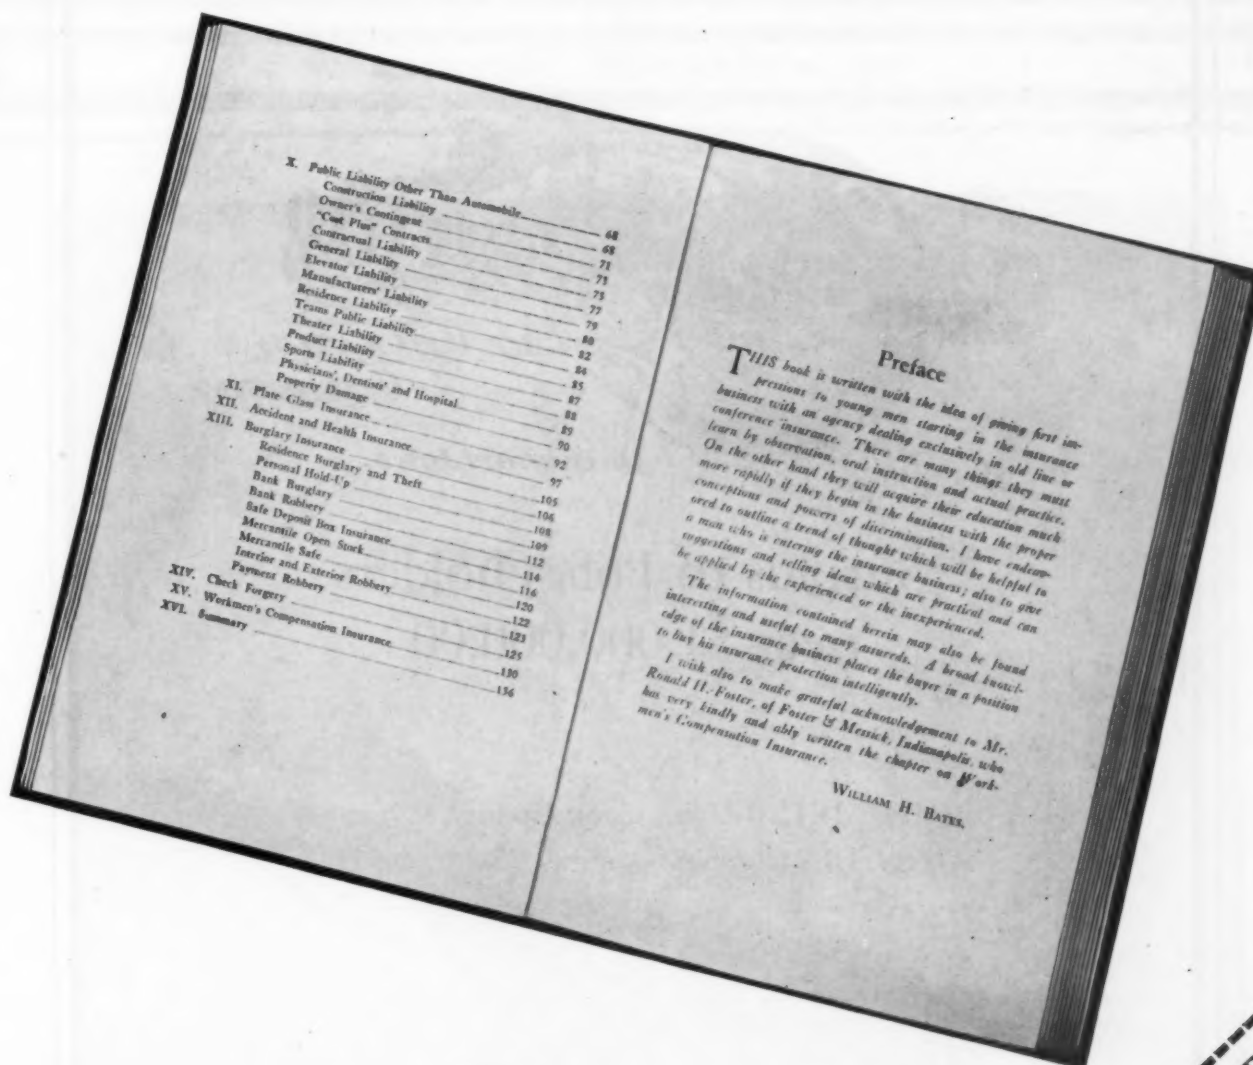 X. Public Liability Other Than Automobile 68
Construction Liability 68
Owner's Contingent 71
"Cost Plus" Contracts 73
Contractual Liability 75
General Liability 77
Elevator Liability 79
Manufacturers' Liability 80
Residence Liability 82
Teams Public Liability 84
Theater Liability 85
Product Liability 87
Sports Liability 88
Physicians', Dentists' and Hospital 89
Property Damage 90
XI. Plate Glass Insurance 92
XII. Accident and Health Insurance 97
XIII. Burglary Insurance 105
Residence Burglary and Theft 106
Personal Hold-Up 108
Bank Burglary 109
Bank Robbery 112
Safe Deposit Box Insurance 114
Mercantile Open Stock 116
Mercantile Safe 120
Interior and Exterior Robbery 122
Payment Robbery 123
XIV. Check Forgery 125
XV. Workmen's Compensation Insurance 130
XVI. Summary 136
Preface
THIS book is written with the idea of giving first im-
pressions to young men starting in the insurance
business with an agency dealing exclusively in old line or
conference insurance. There are many things they must
learn by observation, oral instruction and actual practice.
On the other hand they will acquire their education much
more rapidly if they begin in the business with the proper
conceptions and powers of discrimination. I have endeav-
ored to outline a trend of thought which will be helpful to
a man who is entering the insurance business; also to give
suggestions and selling ideas which are practical and can
be applied by the experienced or the inexperienced.
The information contained herein may also be found
interesting and useful to many assureds. A broad knowl-
edge of the insurance business places the buyer in a position
to buy his insurance protection intelligently.
I wish also to make grateful acknowledgement to Mr.
Ronald H. Foster, of Foster & Messick, Indianapolis, who
has very kindly and ably written the chapter on Work-
men's Compensation Insurance.
WILLIAM H. BATES.